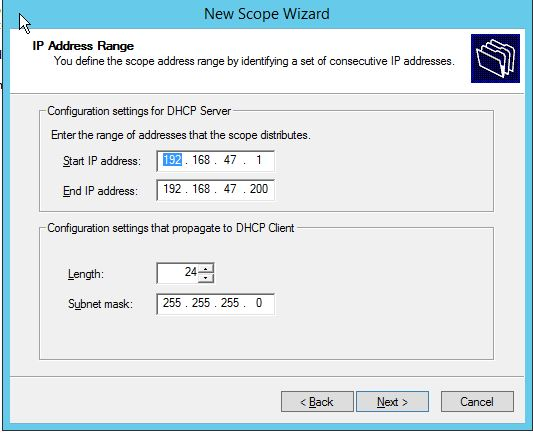 New Scope Wizard
IP Address Range
You define the scope address range by identifying a set of consecutive IP addresses.
Configuration settings for DHCP Server
Enter the range of addresses that the scope distributes.
Start IP address: 192 . 168 . 47 . 1
End IP address: 192 . 168 . 47 . 200
Configuration settings that propagate to DHCP Client
Length: 24
Subnet mask: 255 . 255 . 255 . 0
< Back Next > Cancel